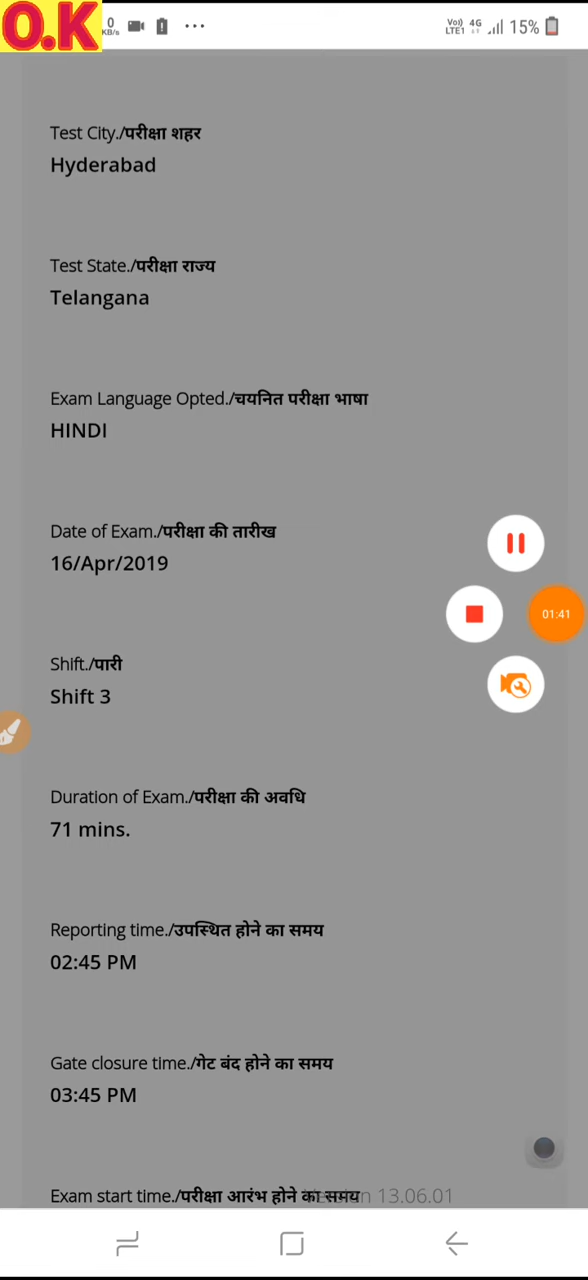 O.K
0
KB/s
Vo))
LTE1
4G
15%
Test City./परीक्षा शहर
Hyderabad
Test State./परीक्षा राज्य
Telangana
Exam Language Opted./चयनित परीक्षा भाषा
HINDI
Date of Exam./परीक्षा की तारीख
16/Apr/2019
01:41
Shift./पारी
Shift 3
Duration of Exam./परीक्षा की अवधि
71 mins.
Reporting time./उपस्थित होने का समय
02:45 PM
Gate closure time./गेट बंद होने का समय
03:45 PM
Exam start time./परीक्षा आरंभ होने का समय
Version 13.06.01